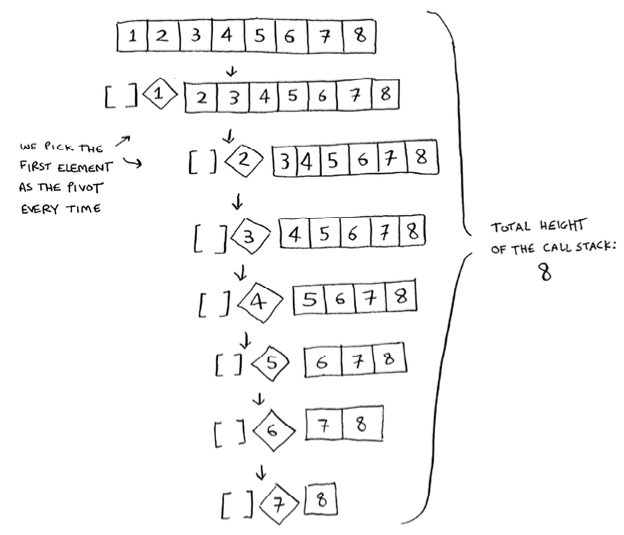 1 2 3 4 5 6 7 8
[ ] 1 2 3 4 5 6 7 8
WE PICK THE
FIRST ELEMENT
AS THE PIVOT
EVERY TIME
[ ] 2 3 4 5 6 7 8
[ ] 3 4 5 6 7 8
[ ] 4 5 6 7 8
[ ] 5 6 7 8
[ ] 6 7 8
[ ] 7 8
TOTAL HEIGHT
OF THE CALL STACK:
8